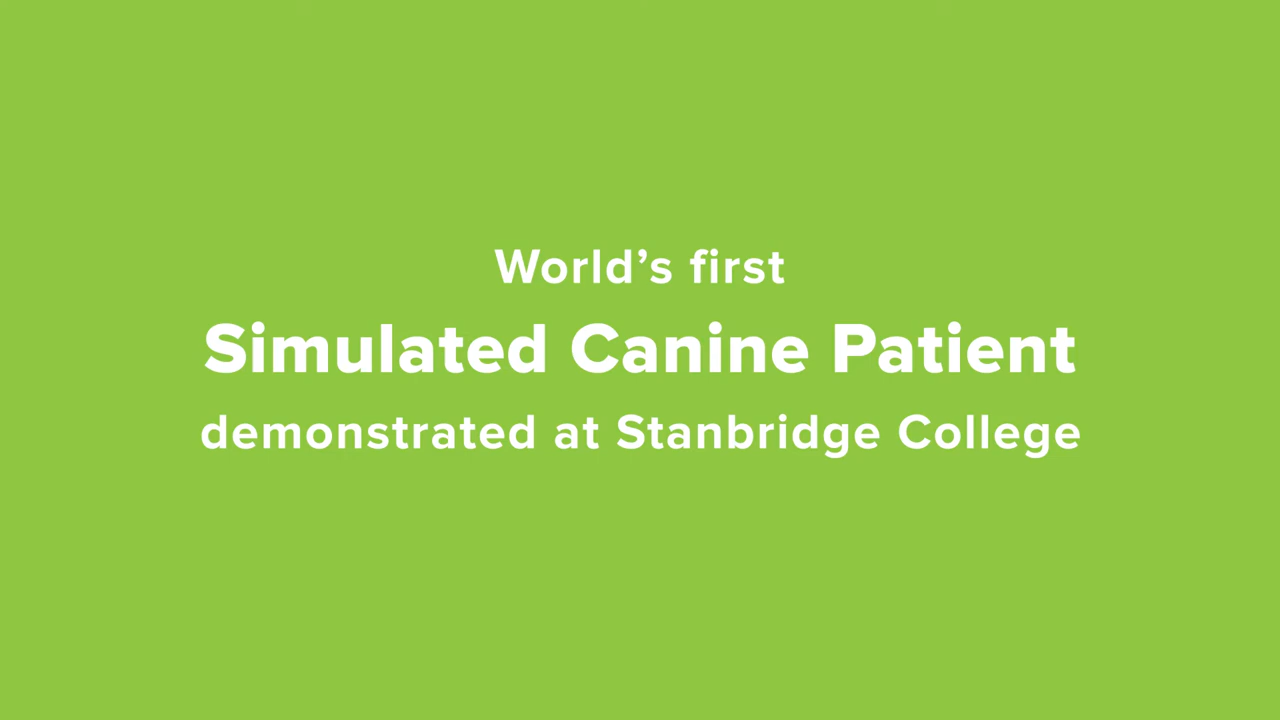 World’s first
Simulated Canine Patient
demonstrated at Stanbridge College